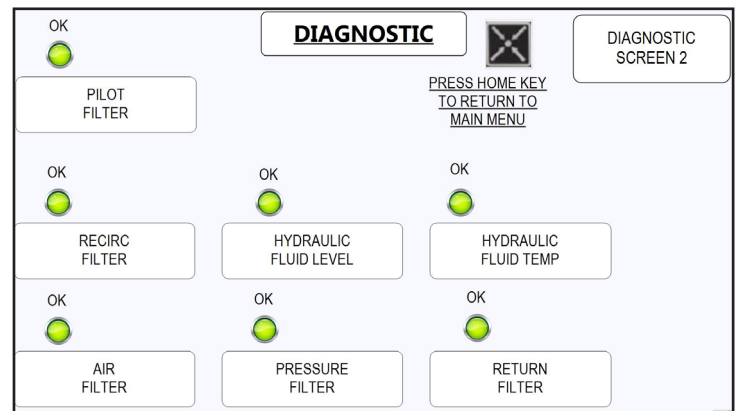 OK
DIAGNOSTIC
DIAGNOSTIC
SCREEN 2
PILOT
FILTER
PRESS HOME KEY
TO RETURN TO
MAIN MENU
OK
OK
OK
RECIRC
FILTER
HYDRAULIC
FLUID LEVEL
HYDRAULIC
FLUID TEMP
OK
OK
OK
AIR
FILTER
PRESSURE
FILTER
RETURN
FILTER